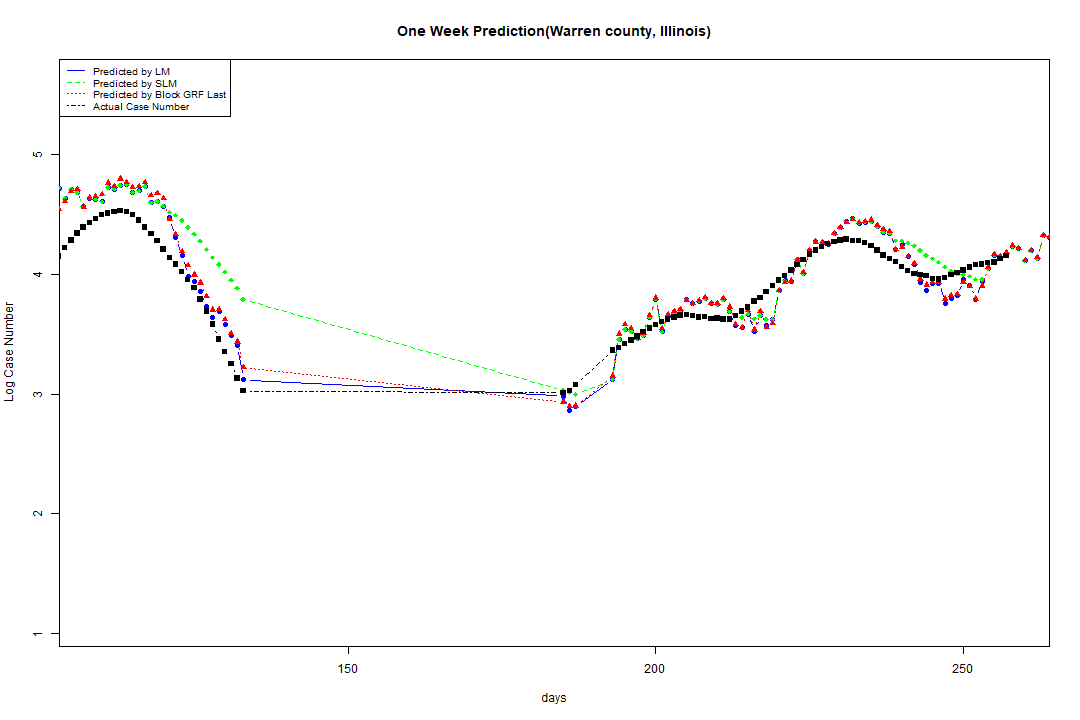 One Week Prediction(Warren county, Illinois)
Predicted by LM
Predicted by SLM
Predicted by Block GRF Last
Actual Case Number
5
4
3
2
1
Log Case Number
150
200
250
days